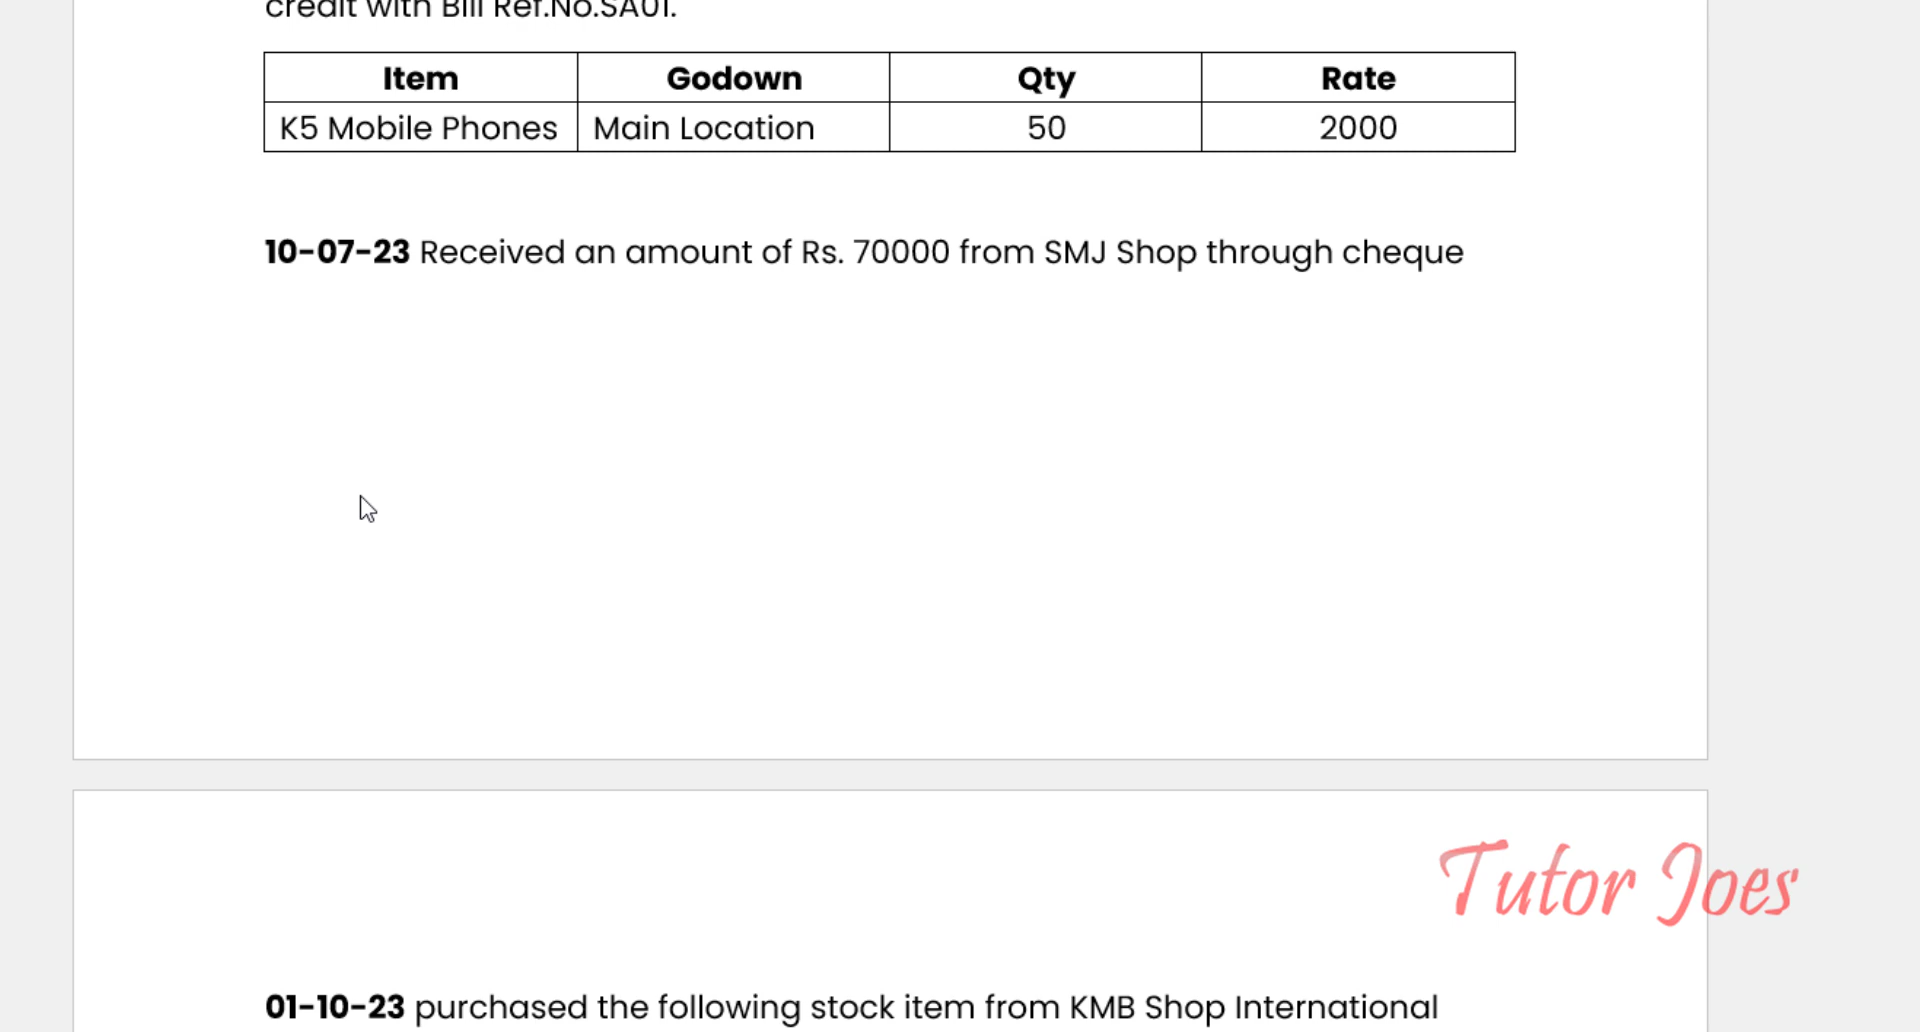 credit with Bill Ref.No.SA01.
Item Godown Qty Rate
K5 Mobile Phones Main Location 50 2000
10-07-23 Received an amount of Rs. 70000 from SMJ Shop through cheque
Tutor Joes
01-10-23 purchased the following stock item from KMB Shop International